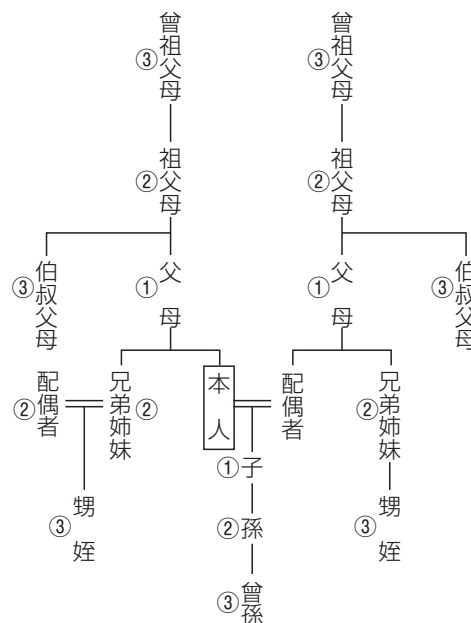 ③曾祖父母
③曾祖父母
②祖父母
②祖父母
③伯叔父母
①父母
①父母
③伯叔父母
②配偶者
兄弟姉妹②
本人
配偶者
②兄弟姉妹
③甥姪
①子
③甥姪
②孫
③曾孫